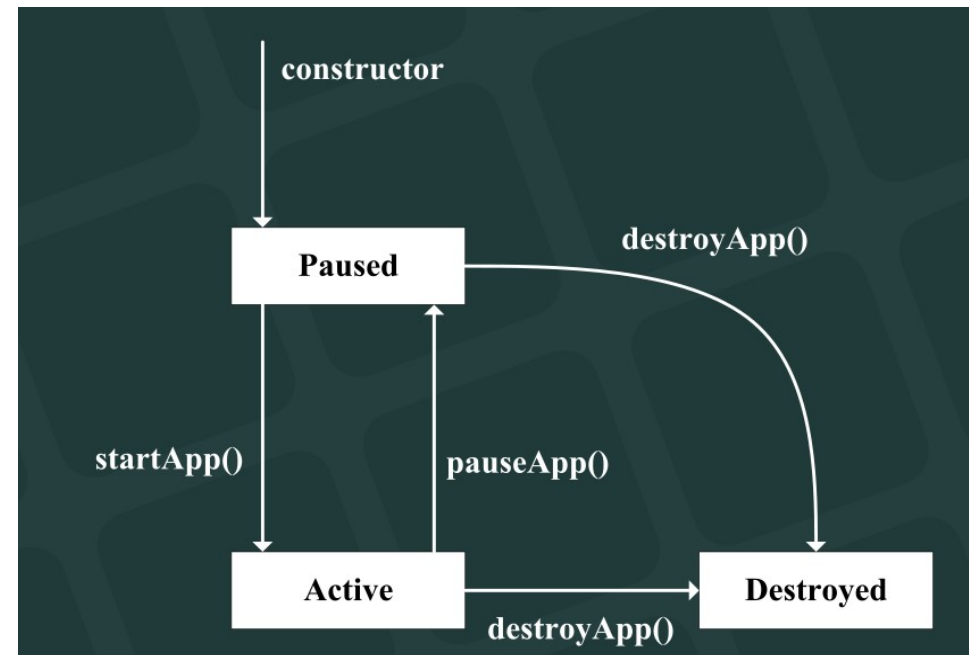 constructor
Paused
destroyApp()
startApp()
pauseApp()
Active
Destroyed
destroyApp()